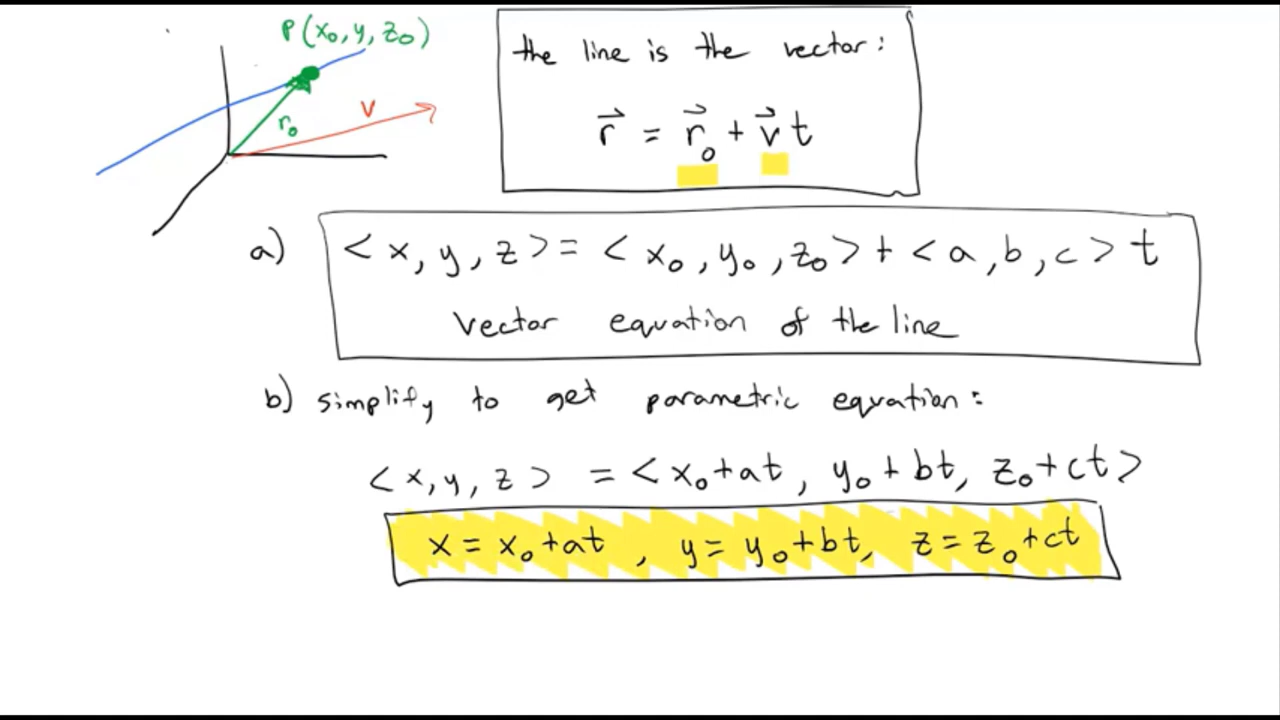 P(x₀, y, z₀)
v
r₀
the line is the vector:
r⃗ = r⃗₀ + v⃗ t
a) <x, y, z> = <x₀, y₀, z₀> + <a, b, c> t
Vector equation of the line
b) simplify to get parametric equation:
<x, y, z> = <x₀+at, y₀+bt, z₀+ct>
x = x₀+at , y = y₀+bt, z = z₀+ct